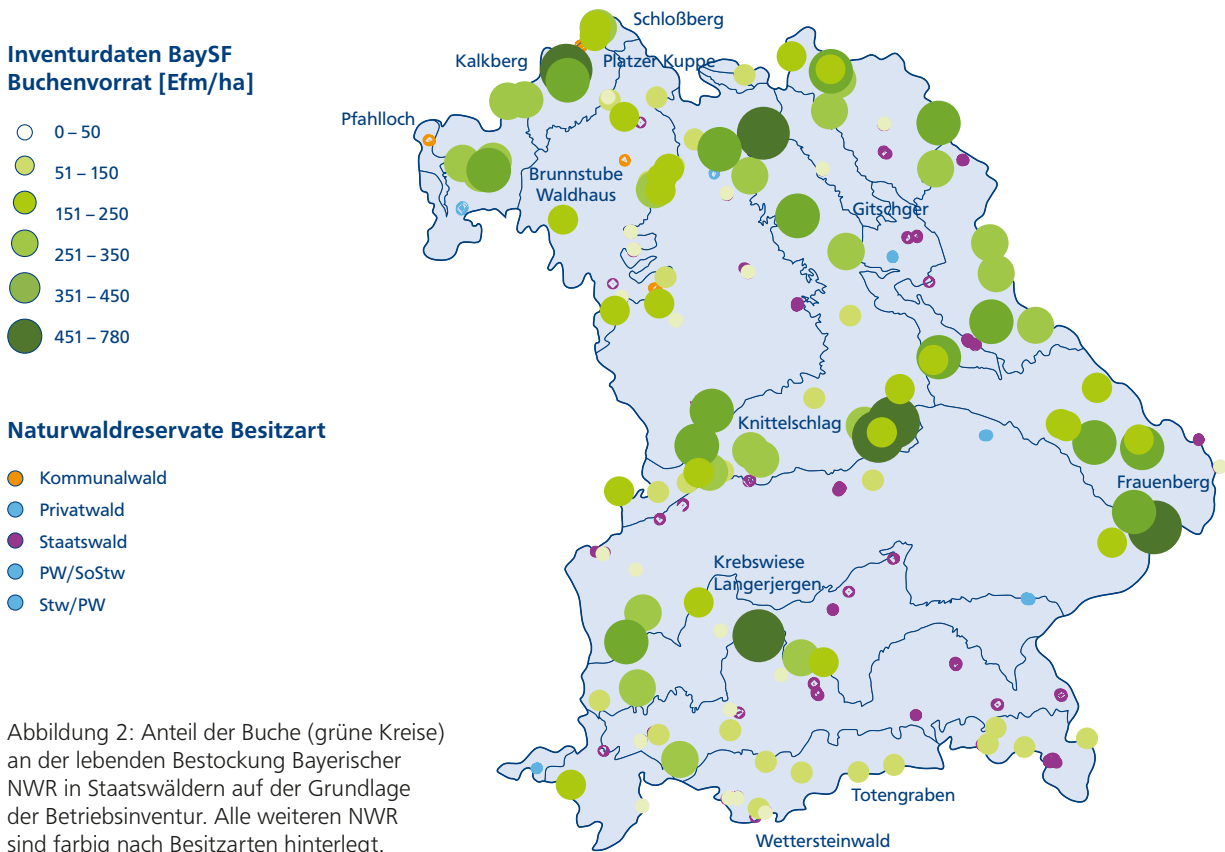 Inventurdaten BaySF
Buchenvorrat [Efm/ha]
0 – 50
51 – 150
151 – 250
251 – 350
351 – 450
451 – 780
Naturwaldreservate Besitzart
Kommunalwald
Privatwald
Staatswald
PW/SoStw
Stw/PW
Schloßberg
Kalkberg
Platzer Kuppe
Pfahlloch
Brunnstube
Waldhaus
Gitschger
Knittelschlag
Frauenberg
Krebswiese
Langerjergen
Totengraben
Wettersteinwald
Abbildung 2: Anteil der Buche (grüne Kreise)
an der lebenden Bestockung Bayerischer
NWR in Staatswäldern auf der Grundlage
der Betriebsinventur. Alle weiteren NWR
sind farbig nach Besitzarten hinterlegt.